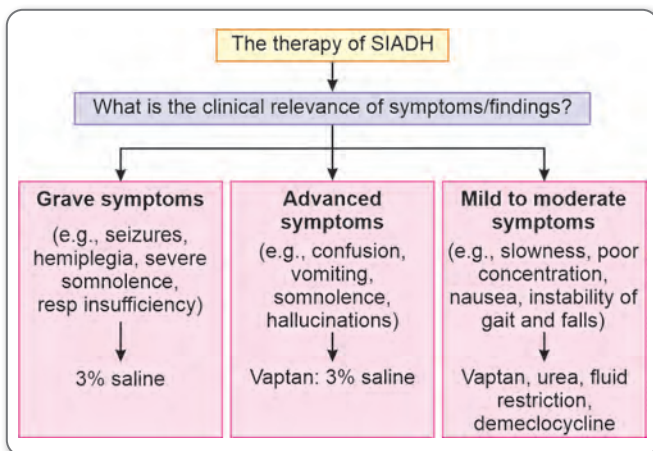 The therapy of SIADH
What is the clinical relevance of symptoms/findings?
Grave symptoms
(e.g., seizures,
hemiplegia, severe
somnolence,
resp insufficiency)
3% saline
Advanced
symptoms
(e.g., confusion,
vomiting,
somnolence,
hallucinations)
Vaptan: 3% saline
Mild to moderate
symptoms
(e.g., slowness, poor
concentration,
nausea, instability of
gait and falls)
Vaptan, urea, fluid
restriction,
demeclocycline